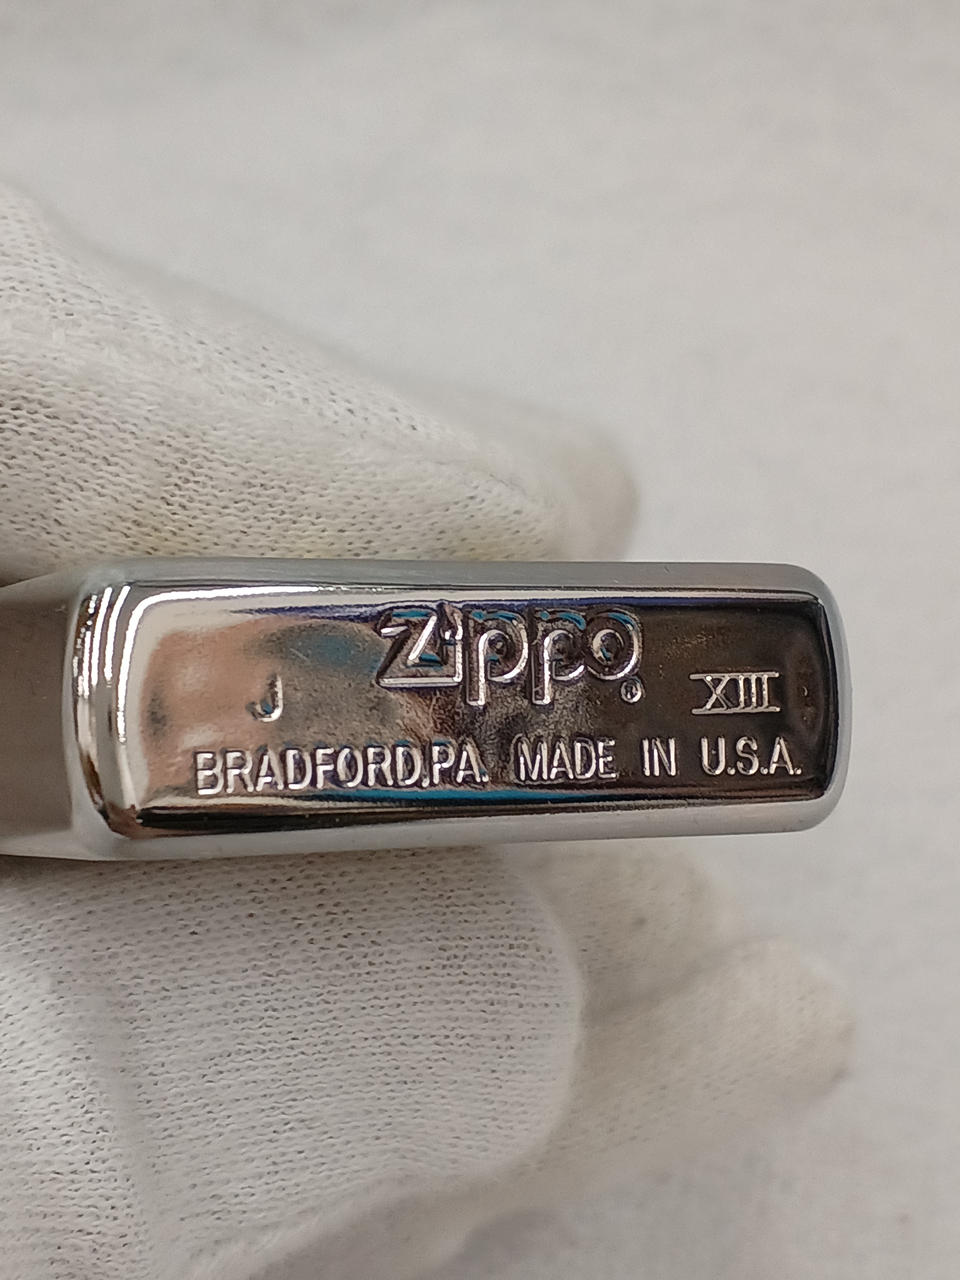 Zippo®
J XIII
BRADFORD,PA. MADE IN U.S.A.